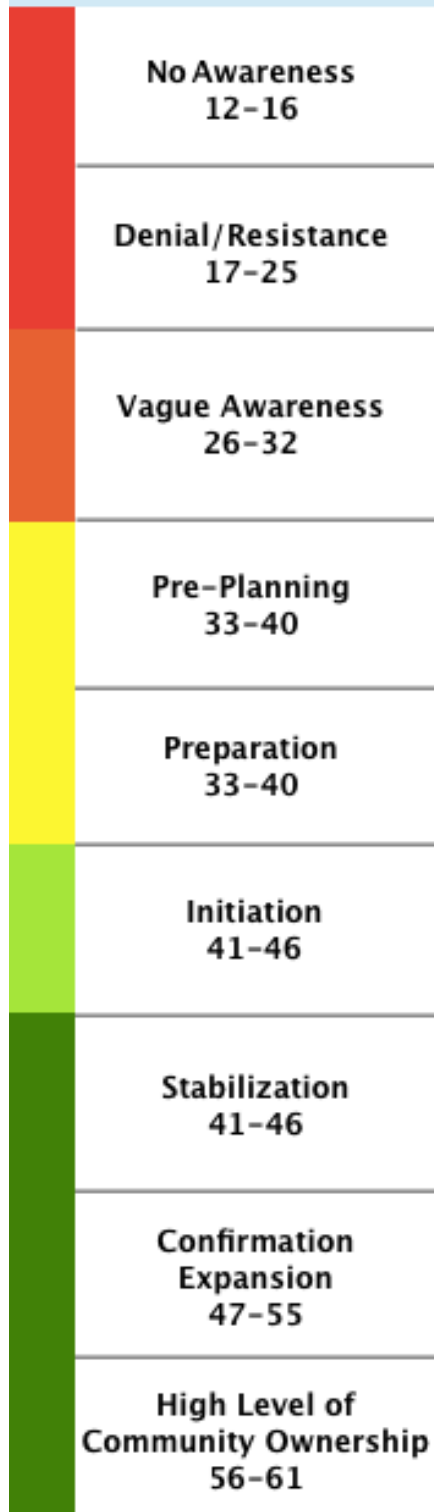 No Awareness
12–16
Denial/Resistance
17–25
Vague Awareness
26–32
Pre-Planning
33–40
Preparation
33–40
Initiation
41–46
Stabilization
41–46
Confirmation
Expansion
47–55
High Level of
Community Ownership
56–61